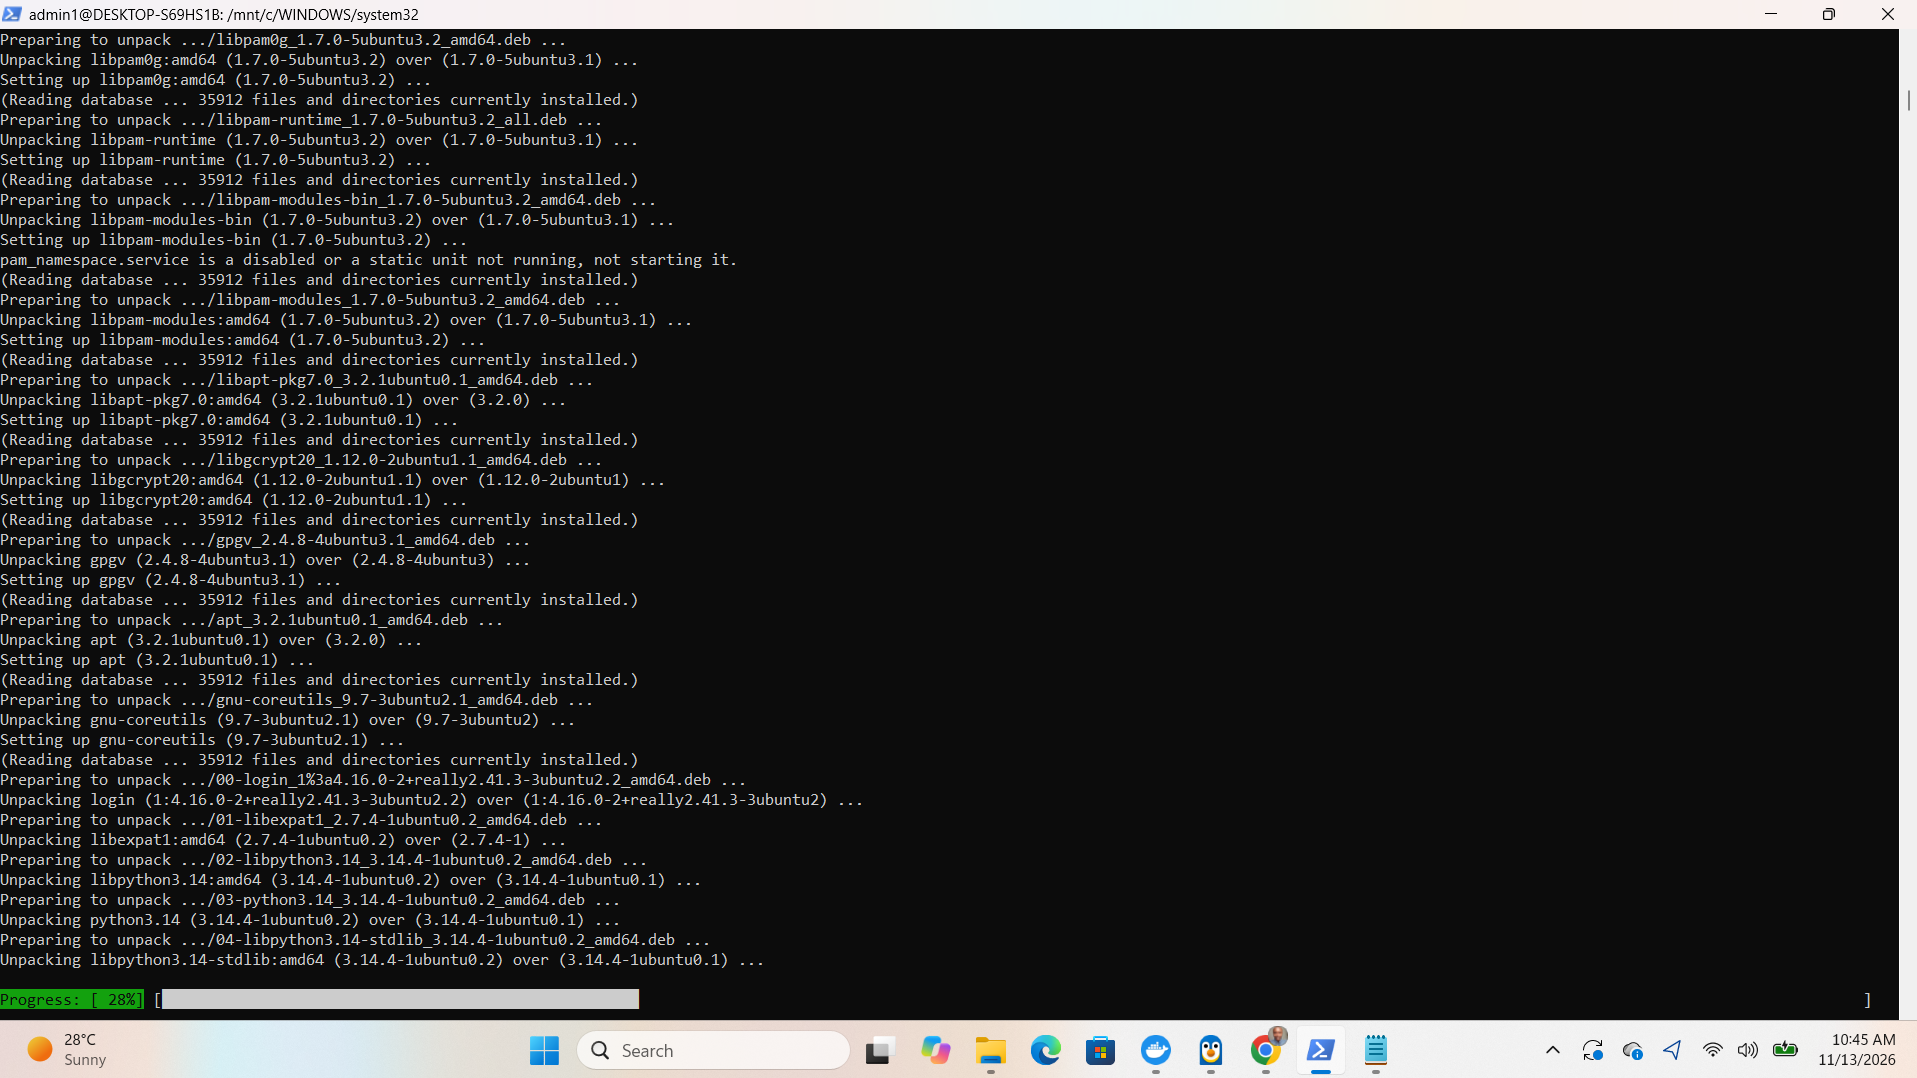 admin1@DESKTOP-S69HS1B: /mnt/c/WINDOWS/system32
Preparing to unpack .../libpam0g_1.7.0-5ubuntu3.2_amd64.deb ...
Unpacking libpam0g:amd64 (1.7.0-5ubuntu3.2) over (1.7.0-5ubuntu3.1) ...
Setting up libpam0g:amd64 (1.7.0-5ubuntu3.2) ...
(Reading database ... 35912 files and directories currently installed.)
Preparing to unpack .../libpam-runtime_1.7.0-5ubuntu3.2_all.deb ...
Unpacking libpam-runtime (1.7.0-5ubuntu3.2) over (1.7.0-5ubuntu3.1) ...
Setting up libpam-runtime (1.7.0-5ubuntu3.2) ...
(Reading database ... 35912 files and directories currently installed.)
Preparing to unpack .../libpam-modules-bin_1.7.0-5ubuntu3.2_amd64.deb ...
Unpacking libpam-modules-bin (1.7.0-5ubuntu3.2) over (1.7.0-5ubuntu3.1) ...
Setting up libpam-modules-bin (1.7.0-5ubuntu3.2) ...
pam_namespace.service is a disabled or a static unit not running, not starting it.
(Reading database ... 35912 files and directories currently installed.)
Preparing to unpack .../libpam-modules_1.7.0-5ubuntu3.2_amd64.deb ...
Unpacking libpam-modules:amd64 (1.7.0-5ubuntu3.2) over (1.7.0-5ubuntu3.1) ...
Setting up libpam-modules:amd64 (1.7.0-5ubuntu3.2) ...
(Reading database ... 35912 files and directories currently installed.)
Preparing to unpack .../libapt-pkg7.0_3.2.1ubuntu0.1_amd64.deb ...
Unpacking libapt-pkg7.0:amd64 (3.2.1ubuntu0.1) over (3.2.0) ...
Setting up libapt-pkg7.0:amd64 (3.2.1ubuntu0.1) ...
(Reading database ... 35912 files and directories currently installed.)
Preparing to unpack .../libgcrypt20_1.12.0-2ubuntu1.1_amd64.deb ...
Unpacking libgcrypt20:amd64 (1.12.0-2ubuntu1.1) over (1.12.0-2ubuntu1) ...
Setting up libgcrypt20:amd64 (1.12.0-2ubuntu1.1) ...
(Reading database ... 35912 files and directories currently installed.)
Preparing to unpack .../gpgv_2.4.8-4ubuntu3.1_amd64.deb ...
Unpacking gpgv (2.4.8-4ubuntu3.1) over (2.4.8-4ubuntu3) ...
Setting up gpgv (2.4.8-4ubuntu3.1) ...
(Reading database ... 35912 files and directories currently installed.)
Preparing to unpack .../apt_3.2.1ubuntu0.1_amd64.deb ...
Unpacking apt (3.2.1ubuntu0.1) over (3.2.0) ...
Setting up apt (3.2.1ubuntu0.1) ...
(Reading database ... 35912 files and directories currently installed.)
Preparing to unpack .../gnu-coreutils_9.7-3ubuntu2.1_amd64.deb ...
Unpacking gnu-coreutils (9.7-3ubuntu2.1) over (9.7-3ubuntu2) ...
Setting up gnu-coreutils (9.7-3ubuntu2.1) ...
(Reading database ... 35912 files and directories currently installed.)
Preparing to unpack .../00-login_1%3a4.16.0-2+really2.41.3-3ubuntu2.2_amd64.deb ...
Unpacking login (1:4.16.0-2+really2.41.3-3ubuntu2.2) over (1:4.16.0-2+really2.41.3-3ubuntu2) ...
Preparing to unpack .../01-libexpat1_2.7.4-1ubuntu0.2_amd64.deb ...
Unpacking libexpat1:amd64 (2.7.4-1ubuntu0.2) over (2.7.4-1) ...
Preparing to unpack .../02-libpython3.14_3.14.4-1ubuntu0.2_amd64.deb ...
Unpacking libpython3.14:amd64 (3.14.4-1ubuntu0.2) over (3.14.4-1ubuntu0.1) ...
Preparing to unpack .../03-python3.14_3.14.4-1ubuntu0.2_amd64.deb ...
Unpacking python3.14 (3.14.4-1ubuntu0.2) over (3.14.4-1ubuntu0.1) ...
Preparing to unpack .../04-libpython3.14-stdlib_3.14.4-1ubuntu0.2_amd64.deb ...
Unpacking libpython3.14-stdlib:amd64 (3.14.4-1ubuntu0.2) over (3.14.4-1ubuntu0.1) ...
Progress: [ 28%] [ ]
28°C
Sunny
Search
10:45 AM
11/13/2026